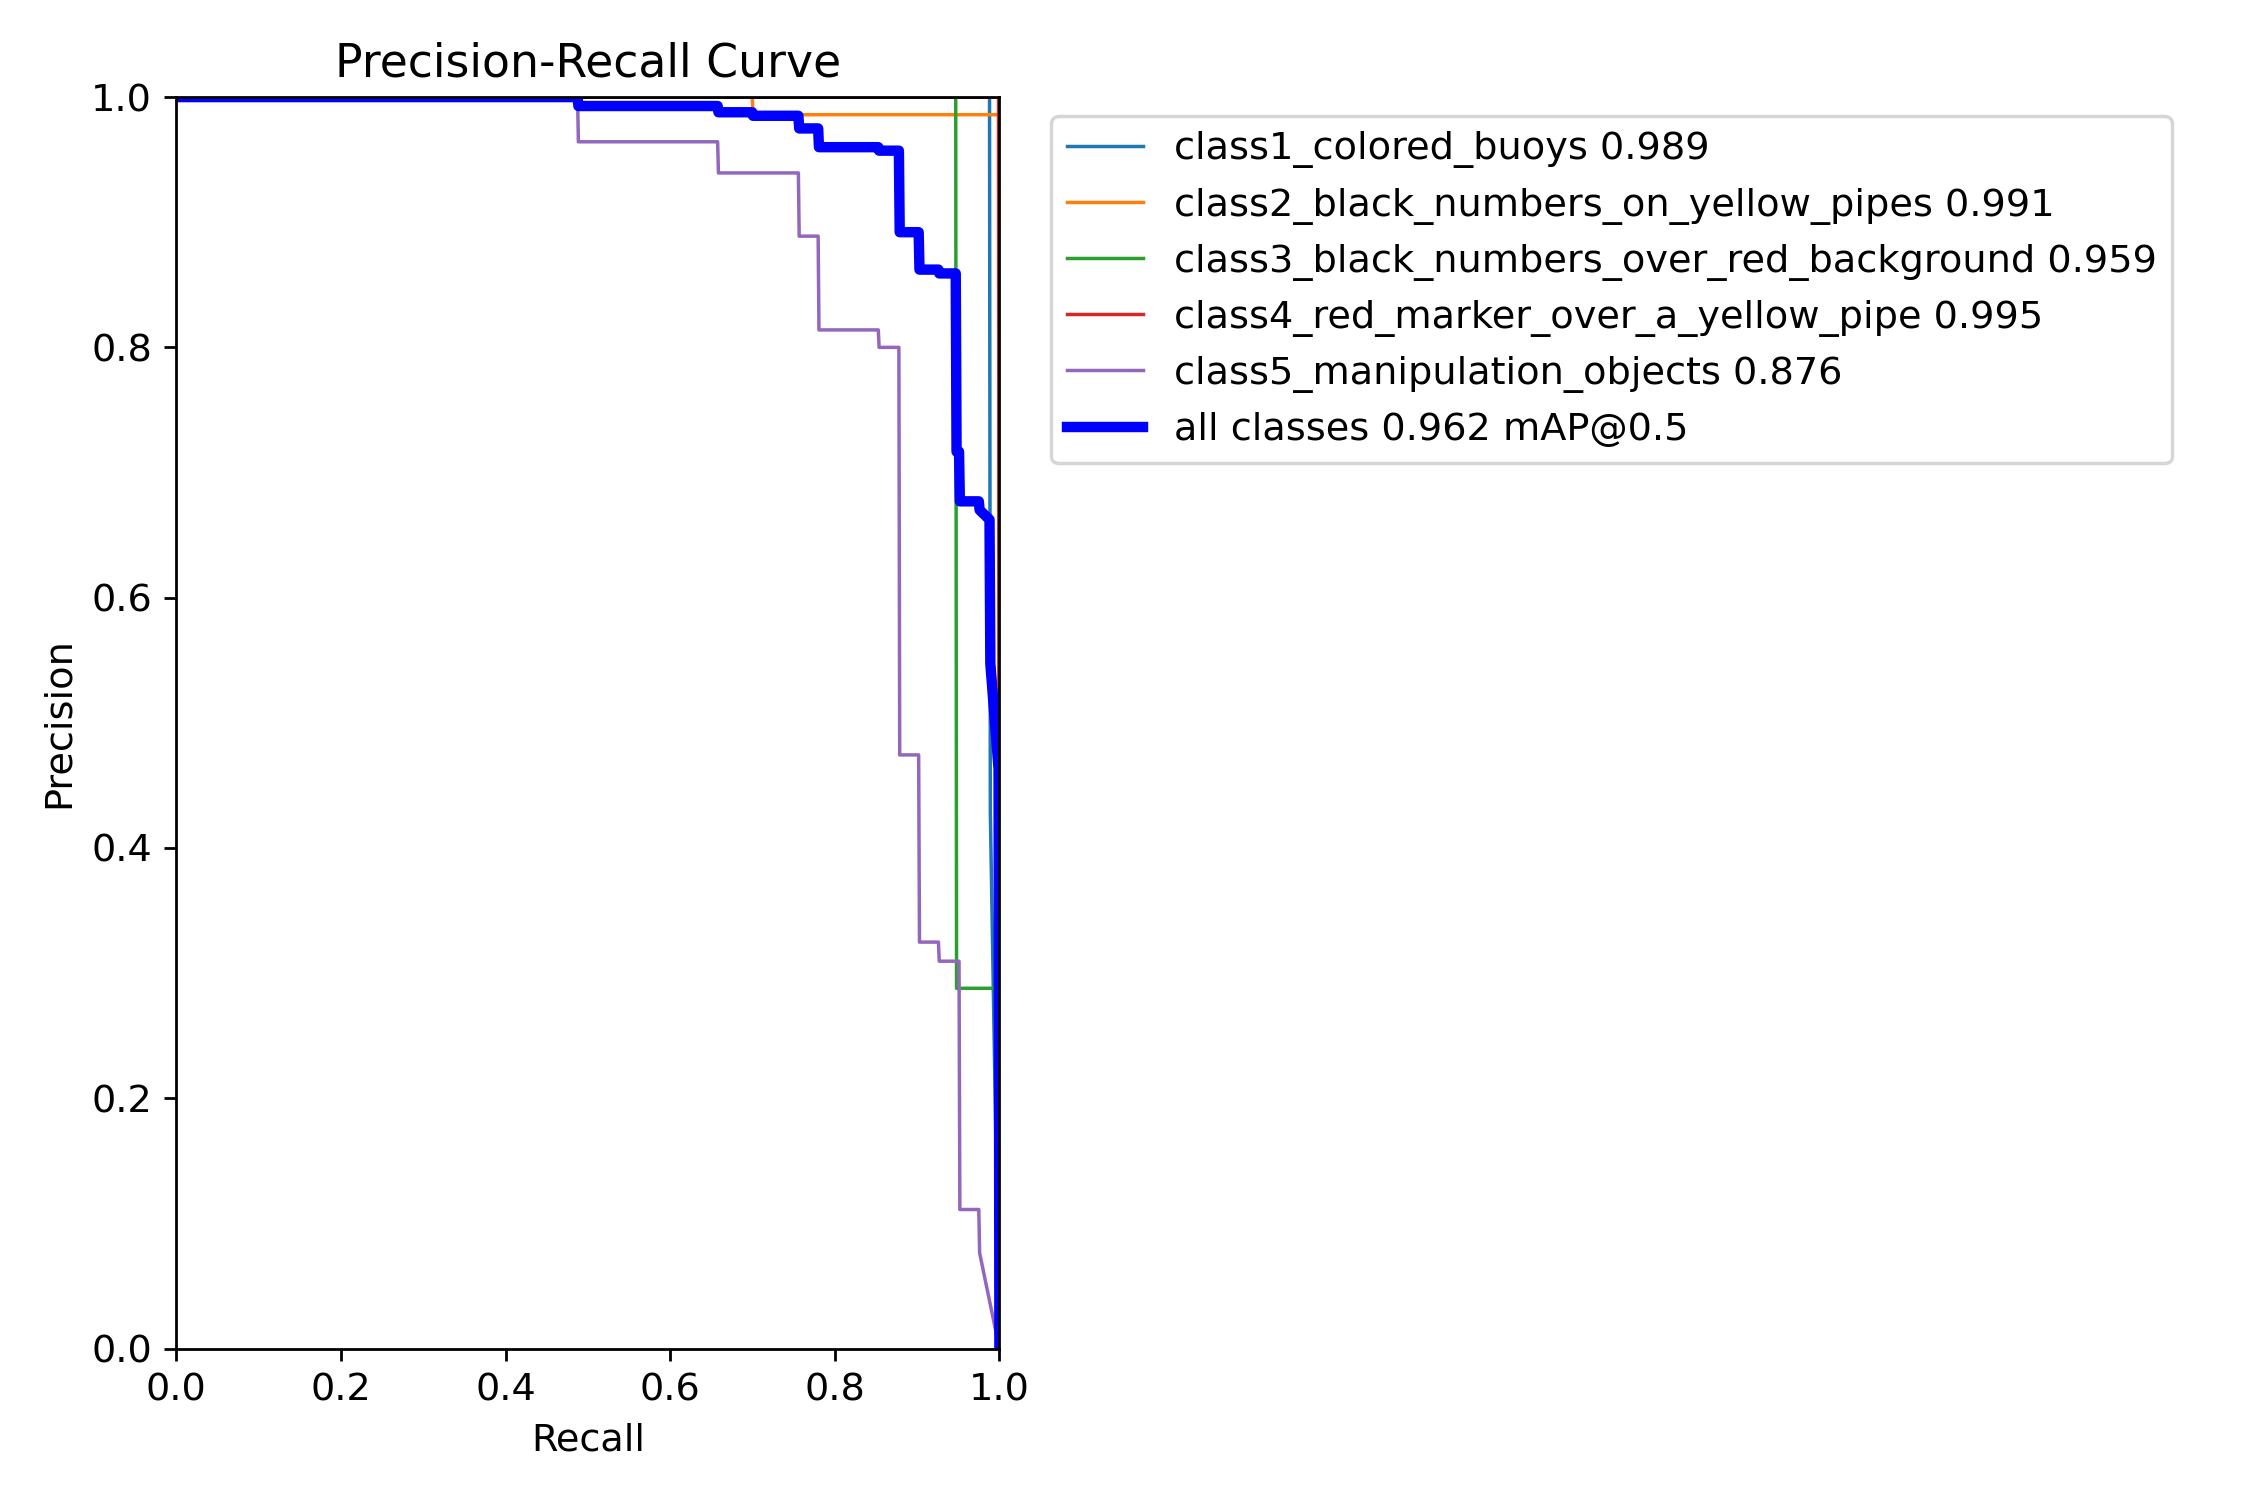 Precision-Recall Curve
1.0
0.8
0.6
0.4
0.2
0.0
Precision
0.0 0.2 0.4 0.6 0.8 1.0
Recall
class1_colored_buoys 0.989
class2_black_numbers_on_yellow_pipes 0.991
class3_black_numbers_over_red_background 0.959
class4_red_marker_over_a_yellow_pipe 0.995
class5_manipulation_objects 0.876
all classes 0.962 mAP@0.5